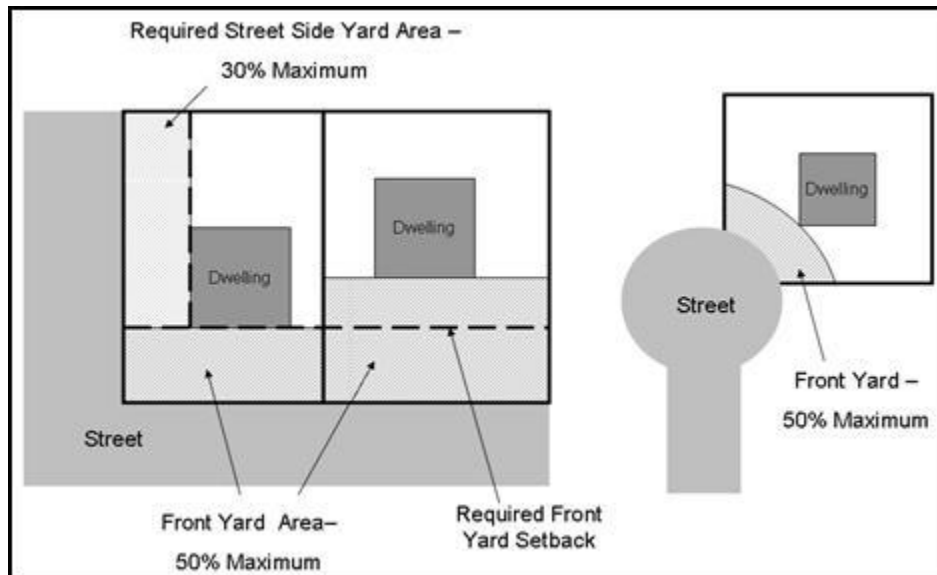 Required Street Side Yard Area –
30% Maximum
Dwelling
Dwelling
Dwelling
Street
Street
Front Yard –
50% Maximum
Front Yard Area–
50% Maximum
Required Front
Yard Setback